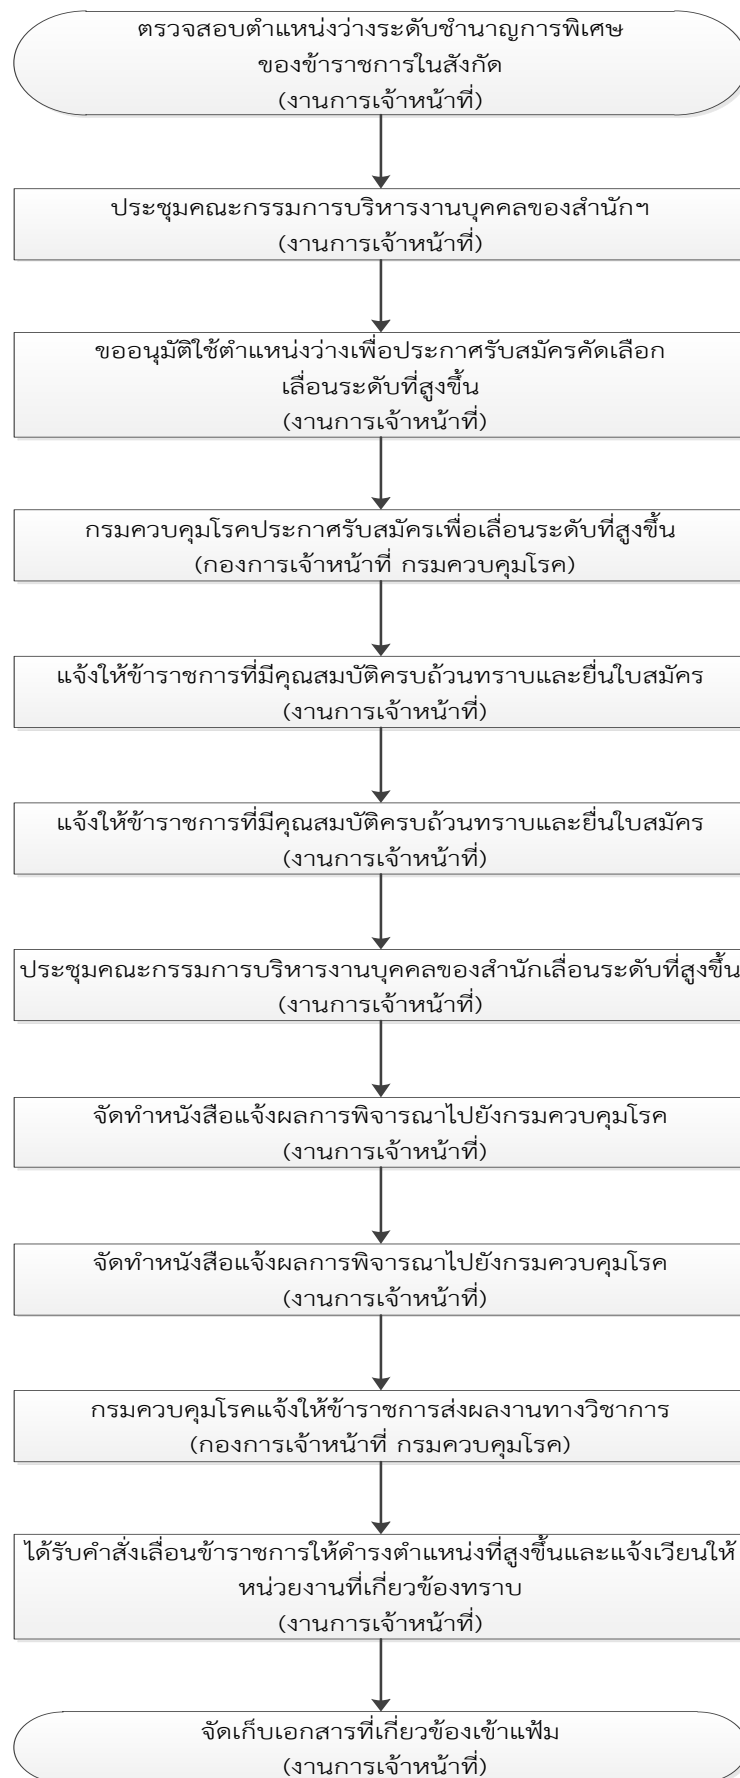 ตรวจสอบตำแหน่งว่างระดับชำนาญการพิเศษ
ของข้าราชการในสังกัด
(งานการเจ้าหน้าที่)
ประชุมคณะกรรมการบริหารงานบุคคลของสำนักฯ
(งานการเจ้าหน้าที่)
ขออนุมัติใช้ตำแหน่งว่างเพื่อประกาศรับสมัครคัดเลือก
เลื่อนระดับที่สูงขึ้น
(งานการเจ้าหน้าที่)
กรมควบคุมโรคประกาศรับสมัครเพื่อเลื่อนระดับที่สูงขึ้น
(กองการเจ้าหน้าที่ กรมควบคุมโรค)
แจ้งให้ข้าราชการที่มีคุณสมบัติครบถ้วนทราบและยื่นใบสมัคร
(งานการเจ้าหน้าที่)
แจ้งให้ข้าราชการที่มีคุณสมบัติครบถ้วนทราบและยื่นใบสมัคร
(งานการเจ้าหน้าที่)
ประชุมคณะกรรมการบริหารงานบุคคลของสำนักเลื่อนระดับที่สูงขึ้น
(งานการเจ้าหน้าที่)
จัดทำหนังสือแจ้งผลการพิจารณาไปยังกรมควบคุมโรค
(งานการเจ้าหน้าที่)
จัดทำหนังสือแจ้งผลการพิจารณาไปยังกรมควบคุมโรค
(งานการเจ้าหน้าที่)
กรมควบคุมโรคแจ้งให้ข้าราชการส่งผลงานทางวิชาการ
(กองการเจ้าหน้าที่ กรมควบคุมโรค)
ได้รับคำสั่งเลื่อนข้าราชการให้ดำรงตำแหน่งที่สูงขึ้นและแจ้งเวียนให้
หน่วยงานที่เกี่ยวข้องทราบ
(งานการเจ้าหน้าที่)
จัดเก็บเอกสารที่เกี่ยวข้องเข้าแฟ้ม
(งานการเจ้าหน้าที่)